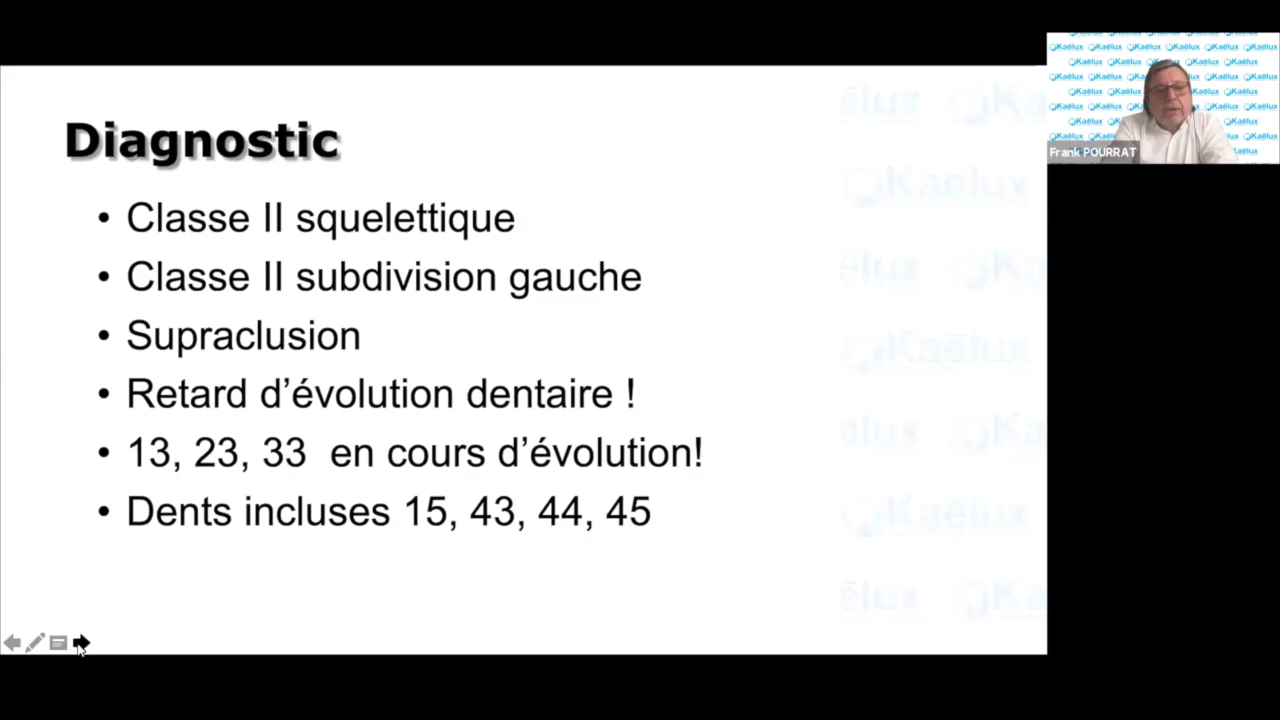 Diagnostic
• Classe II squelettique
• Classe II subdivision gauche
• Supraclusion
• Retard d’évolution dentaire !
• 13, 23, 33 en cours d’évolution!
• Dents incluses 15, 43, 44, 45
Frank POURRAT
Kaēlux